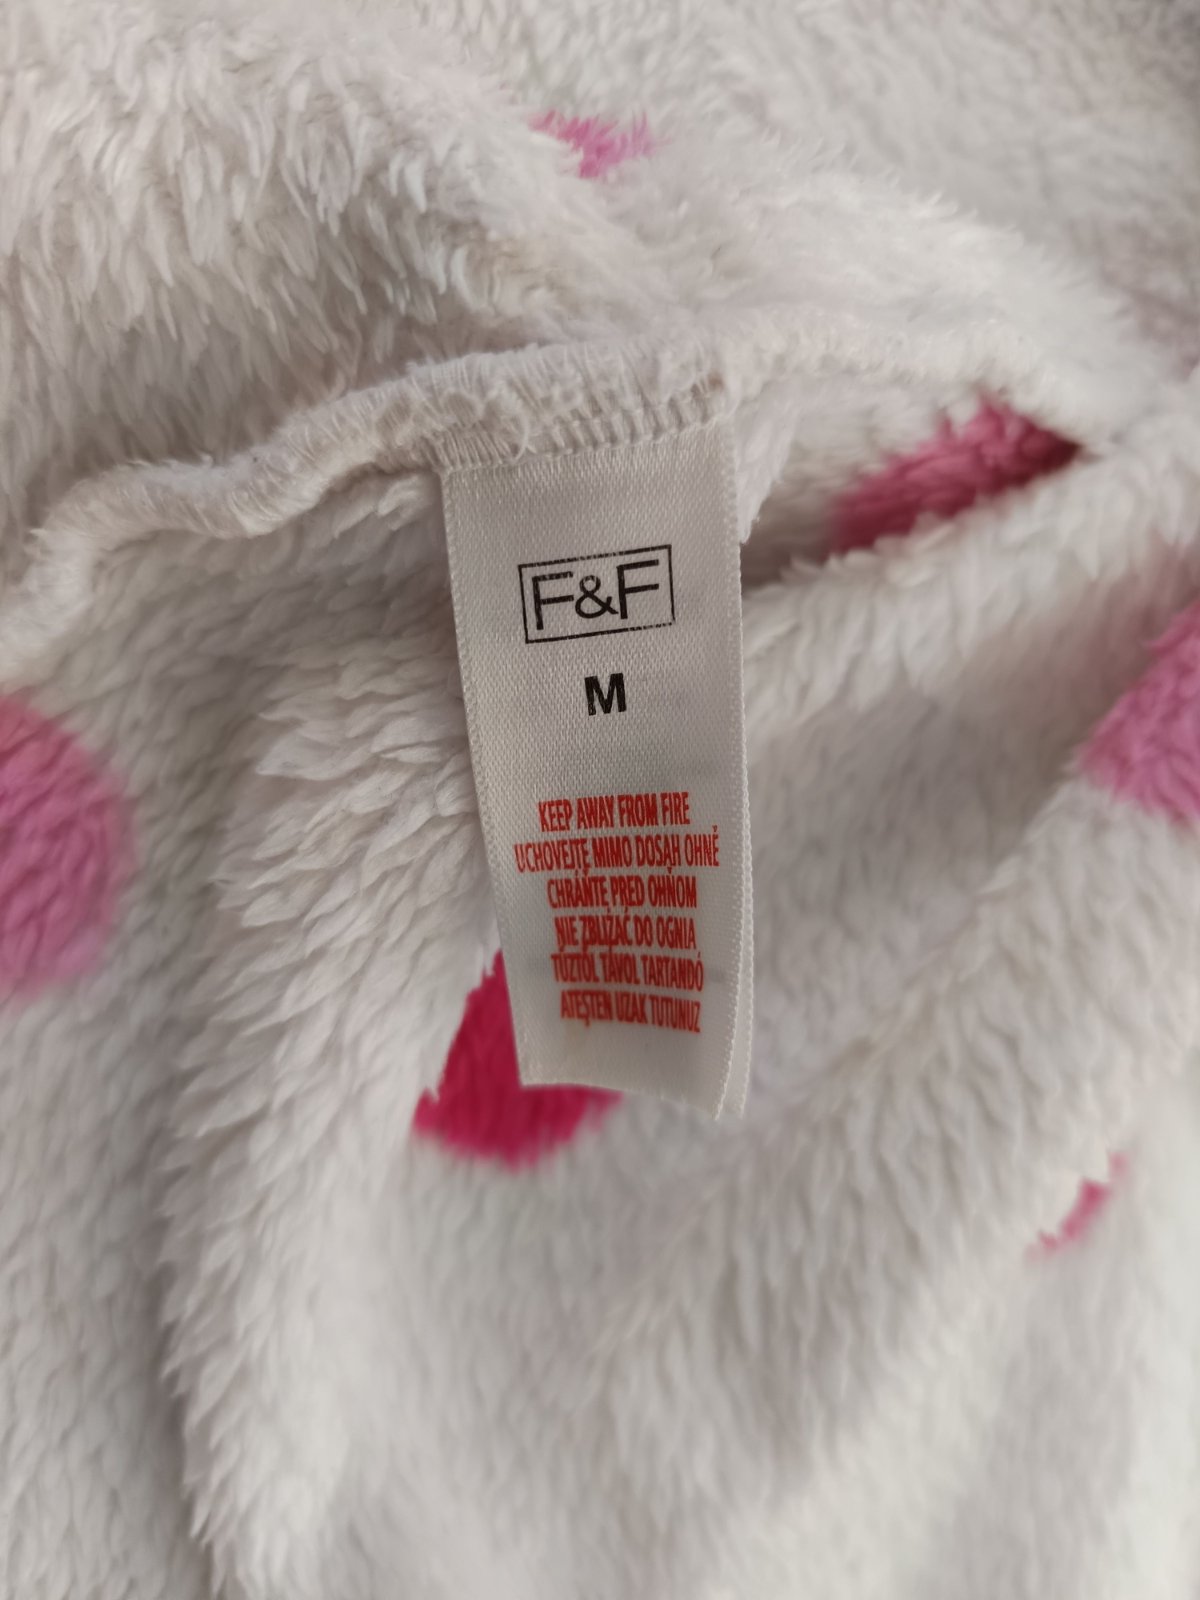 F&F
M
KEEP AWAY FROM FIRE
UCHOVEJTE MIMO DOSAH OHNĚ
CHRÁŇTE PRED OHŇOM
NIE ZBLIŻAĆ DO OGNIA
TŰZTŐL TÁVOL TARTANDÓ
ATEŞTEN UZAK TUTUNUZ